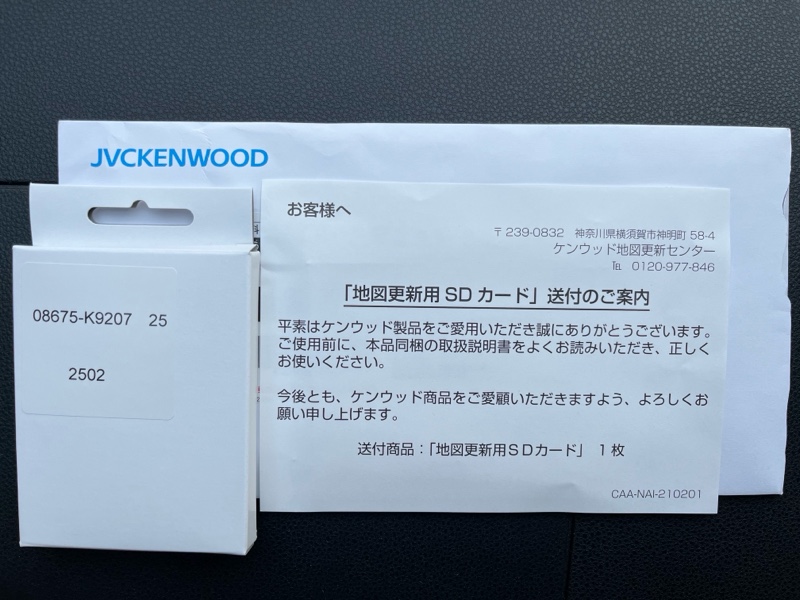 JVCKENWOOD
08675-K9207 25
2502
お客様へ
〒239-0832 神奈川県横須賀市神明町 58-4
ケンウッド地図更新センター
℡ 0120-977-846
「地図更新用 SD カード」送付のご案内
平素はケンウッド製品をご愛用いただき誠にありがとうございます。
ご使用前に、本品同梱の取扱説明書をよくお読みいただき、正しく
お使いください。
今後とも、ケンウッド商品をご愛顧いただきますよう、よろしくお
願い申し上げます。
送付商品：「地図更新用SDカード」 1枚
CAA-NAI-210201